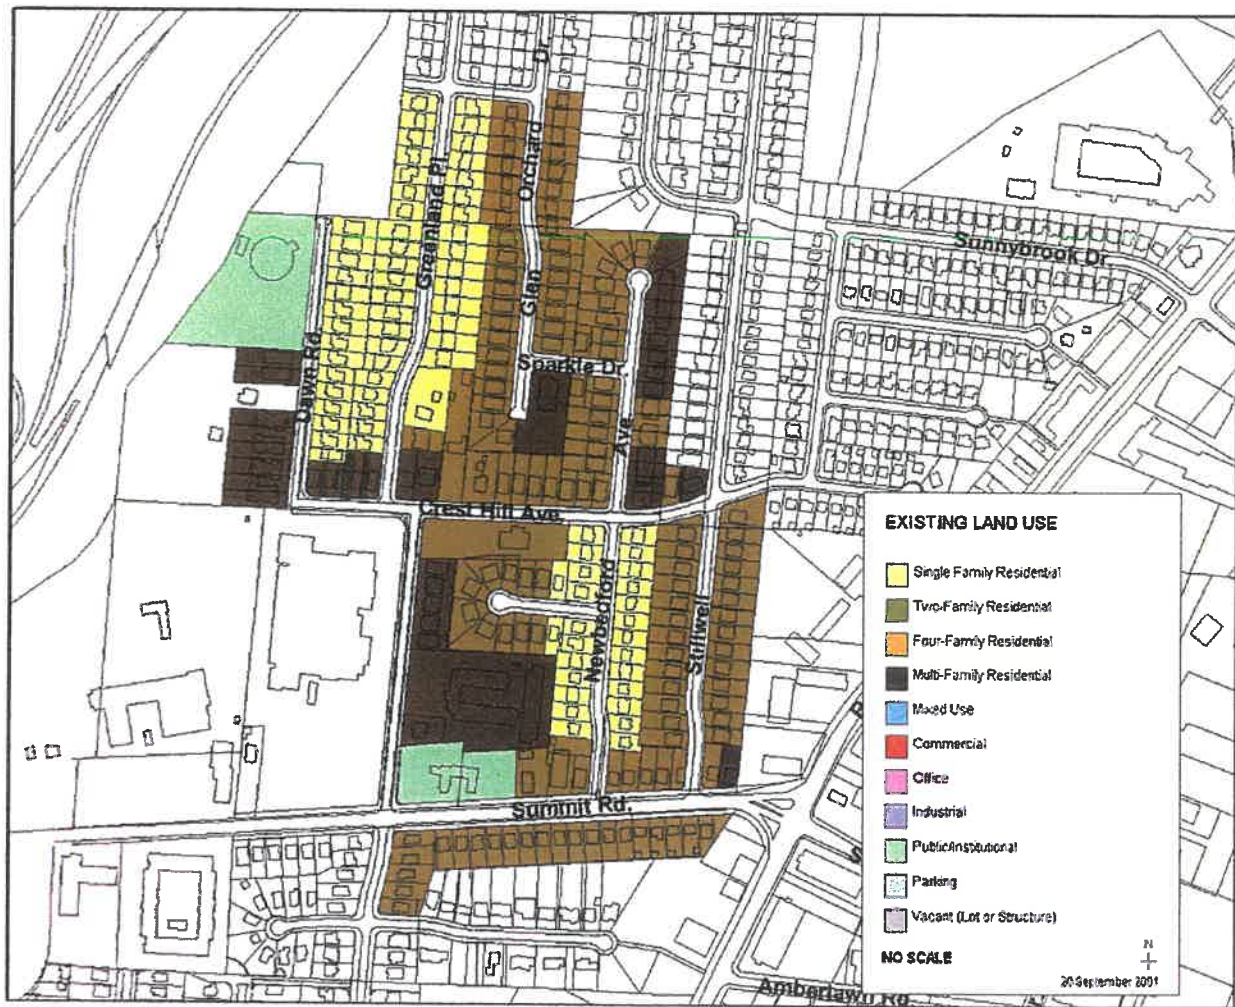 Dr
Orchard
Greenland Pl
Sunnybrook Dr
Glen
Sparkle Dr.
Dawe Rd.
Ave
Crest Hill Ave.
Newbedford
Stillwell
Summit Rd.
Amberlawn Rd
EXISTING LAND USE
Single Family Residential
Two-Family Residential
Four-Family Residential
Multi-Family Residential
Mixed Use
Commercial
Office
Industrial
Public/Institutional
Parking
Vacant (Lot or Structure)
NO SCALE
N
20 September 2001